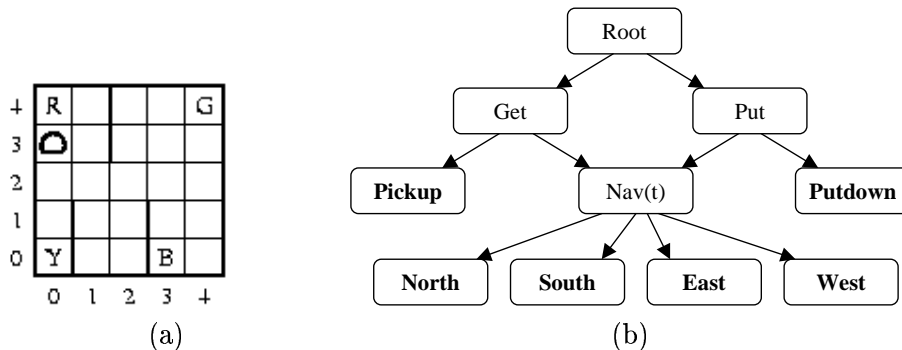 4 R G
3
2
1
0 Y B
0 1 2 3 4
(a)
Root
Get Put
Pickup Nav(t) Putdown
North South East West
(b)